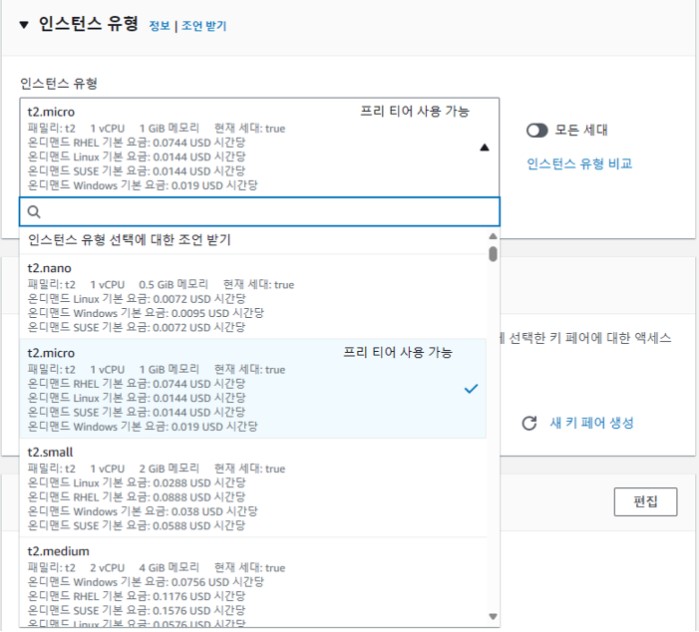 ▼ 인스턴스 유형 정보 | 조언 받기
인스턴스 유형
t2.micro 프리 티어 사용 가능
패밀리: t2 1 vCPU 1 GiB 메모리 현재 세대: true
온디맨드 RHEL 기본 요금: 0.0744 USD 시간당
온디맨드 Linux 기본 요금: 0.0144 USD 시간당
온디맨드 SUSE 기본 요금: 0.0144 USD 시간당
온디맨드 Windows 기본 요금: 0.019 USD 시간당
모든 세대
인스턴스 유형 비교
인스턴스 유형 선택에 대한 조언 받기
t2.nano
패밀리: t2 1 vCPU 0.5 GiB 메모리 현재 세대: true
온디맨드 Linux 기본 요금: 0.0072 USD 시간당
온디맨드 Windows 기본 요금: 0.0095 USD 시간당
온디맨드 SUSE 기본 요금: 0.0072 USD 시간당
t2.micro 프리 티어 사용 가능
패밀리: t2 1 vCPU 1 GiB 메모리 현재 세대: true
온디맨드 RHEL 기본 요금: 0.0744 USD 시간당
온디맨드 Linux 기본 요금: 0.0144 USD 시간당
온디맨드 SUSE 기본 요금: 0.0144 USD 시간당
온디맨드 Windows 기본 요금: 0.019 USD 시간당
선택한 키 페어에 대한 액세스
새 키 페어 생성
t2.small
패밀리: t2 1 vCPU 2 GiB 메모리 현재 세대: true
온디맨드 Linux 기본 요금: 0.0288 USD 시간당
온디맨드 RHEL 기본 요금: 0.0888 USD 시간당
온디맨드 Windows 기본 요금: 0.038 USD 시간당
온디맨드 SUSE 기본 요금: 0.0588 USD 시간당
편집
t2.medium
패밀리: t2 2 vCPU 4 GiB 메모리 현재 세대: true
온디맨드 Windows 기본 요금: 0.0756 USD 시간당
온디맨드 RHEL 기본 요금: 0.1176 USD 시간당
온디맨드 SUSE 기본 요금: 0.1576 USD 시간당
온디맨드 Linux 기본 요금: 0.0576 USD 시간당